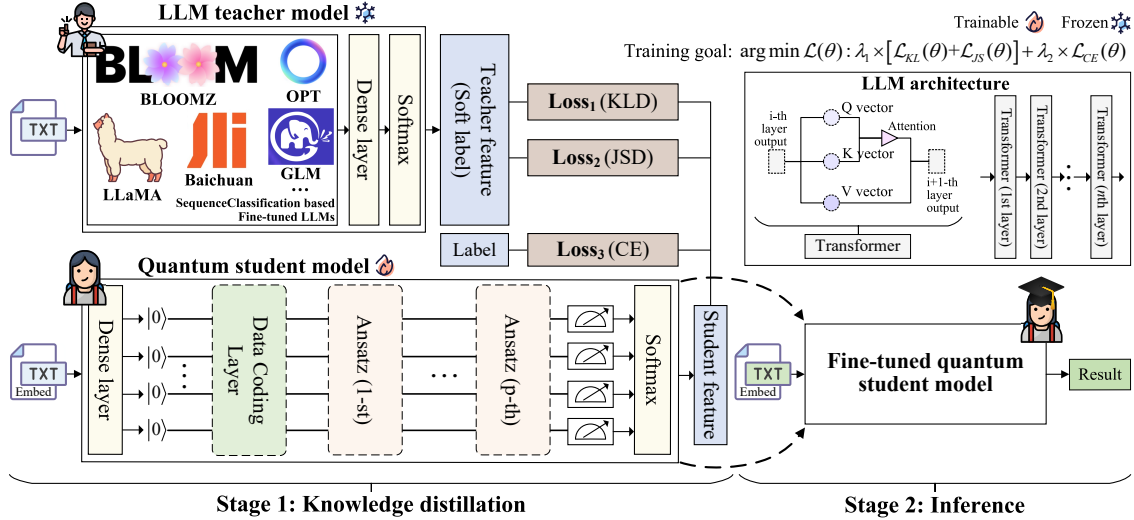 LLM teacher model
Trainable
Frozen
Training goal: arg min ℒ(θ): λ₁ × [ℒ_KL(θ)+ℒ_JS(θ)] + λ₂ × ℒ_CE(θ)
TXT
BLOOM
BLOOMZ
OPT
LLaMA
Baichuan
GLM
...
SequenceClassification based
Fine-tuned LLMs
Dense layer
Softmax
Teacher feature
(Soft label)
Loss₁ (KLD)
Loss₂ (JSD)
Label
Loss₃ (CE)
LLM architecture
i-th
layer
output
Q vector
K vector
V vector
Attention
i+1-th
layer
output
Transformer
Transformer (1st layer)
Transformer (2nd layer)
...
Transformer (nth layer)
Quantum student model
TXT
Embed
Dense layer
|0⟩
|0⟩
...
|0⟩
|0⟩
Data Coding
Layer
Ansatz (1-st)
...
Ansatz (p-th)
Softmax
Student feature
TXT
Embed
Fine-tuned quantum
student model
Result
Stage 1: Knowledge distillation
Stage 2: Inference